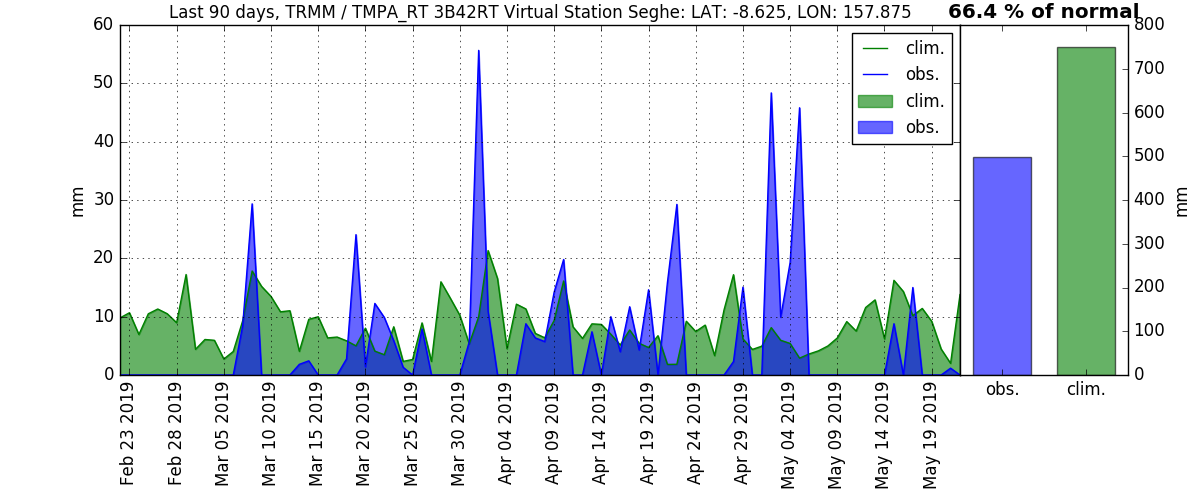 Last 90 days, TRMM / TMPA_RT 3B42RT Virtual Station Seghe: LAT: -8.625, LON: 157.875
66.4 % of normal
60
50
40
30
20
10
0
mm
clim.
obs.
clim.
obs.
Feb 23 2019
Feb 28 2019
Mar 05 2019
Mar 10 2019
Mar 15 2019
Mar 20 2019
Mar 25 2019
Mar 30 2019
Apr 04 2019
Apr 09 2019
Apr 14 2019
Apr 19 2019
Apr 24 2019
Apr 29 2019
May 04 2019
May 09 2019
May 14 2019
May 19 2019
800
700
600
500
400
300
200
100
0
mm
obs.
clim.